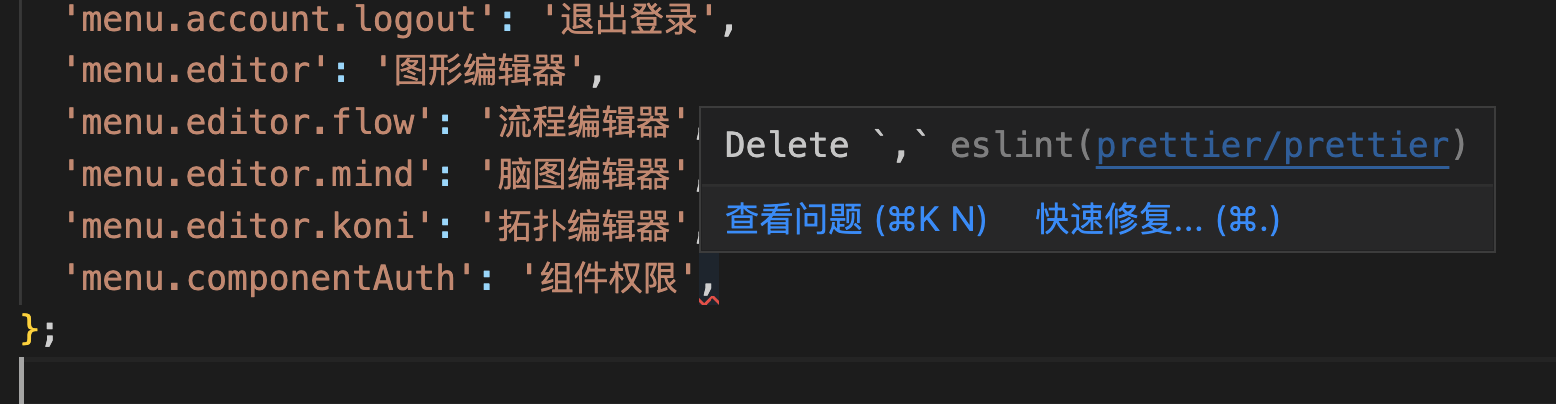 'menu.account.logout': '退出登录',
'menu.editor': '图形编辑器',
'menu.editor.flow': '流程编辑器',
Delete `,` eslint(prettier/prettier)
'menu.editor.mind': '脑图编辑器',
查看问题 (⌘K N) 快速修复... (⌘.)
'menu.editor.koni': '拓扑编辑器',
'menu.componentAuth': '组件权限',
};